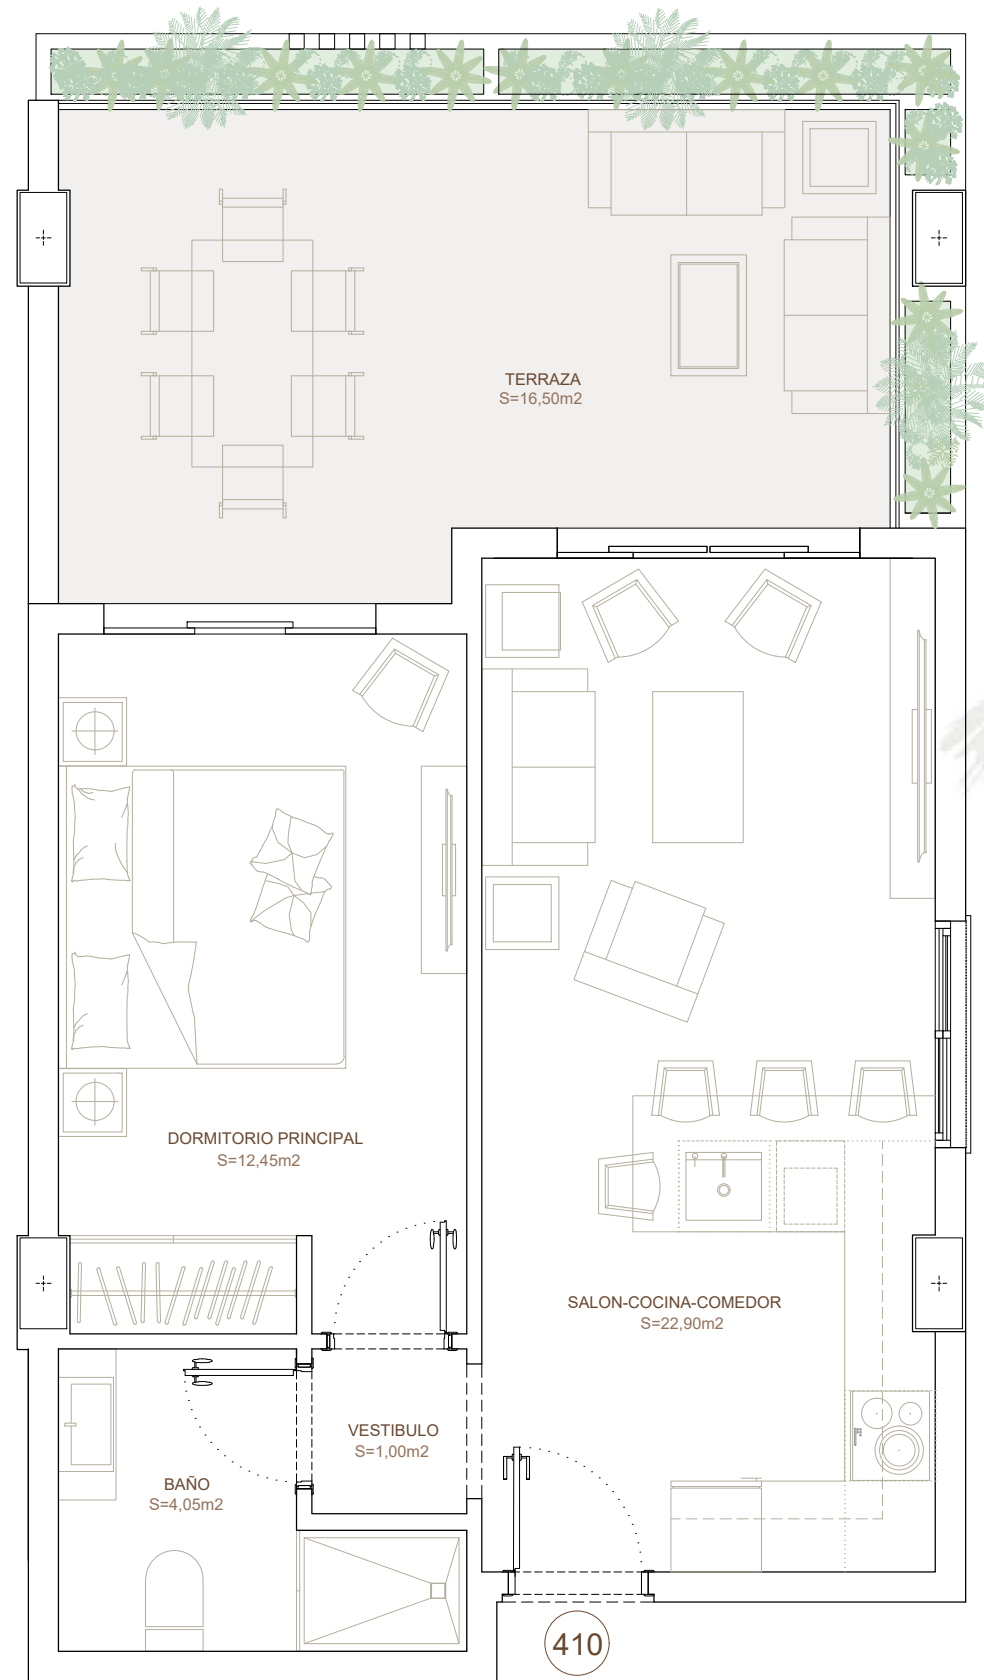 TERRAZA
S=16,50m2
DORMITORIO PRINCIPAL
S=12,45m2
SALON-COCINA-COMEDOR
S=22,90m2
VESTIBULO
S=1,00m2
BAÑO
S=4,05m2
410